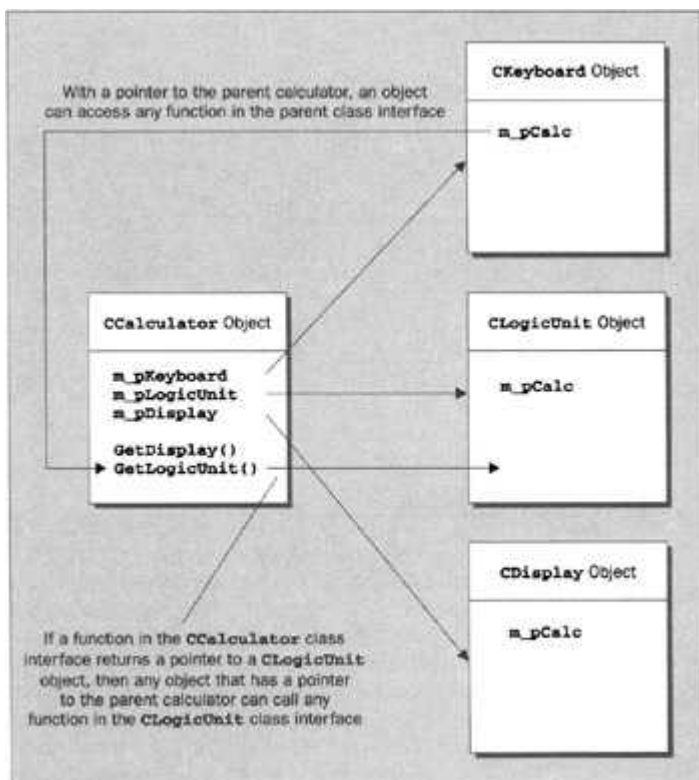 With a pointer to the parent calculator, an object
can access any function in the parent class interface
CKeyboard Object
m_pCalc
CCalculator Object
m_pKeyboard
m_pLogicUnit
m_pDisplay
GetDisplay()
GetLogicUnit()
CLogicUnit Object
m_pCalc
CDisplay Object
m_pCalc
If a function in the CCalculator class
interface returns a pointer to a CLogicUnit
object, then any object that has a pointer
to the parent calculator can call any
function in the CLogicUnit class interface